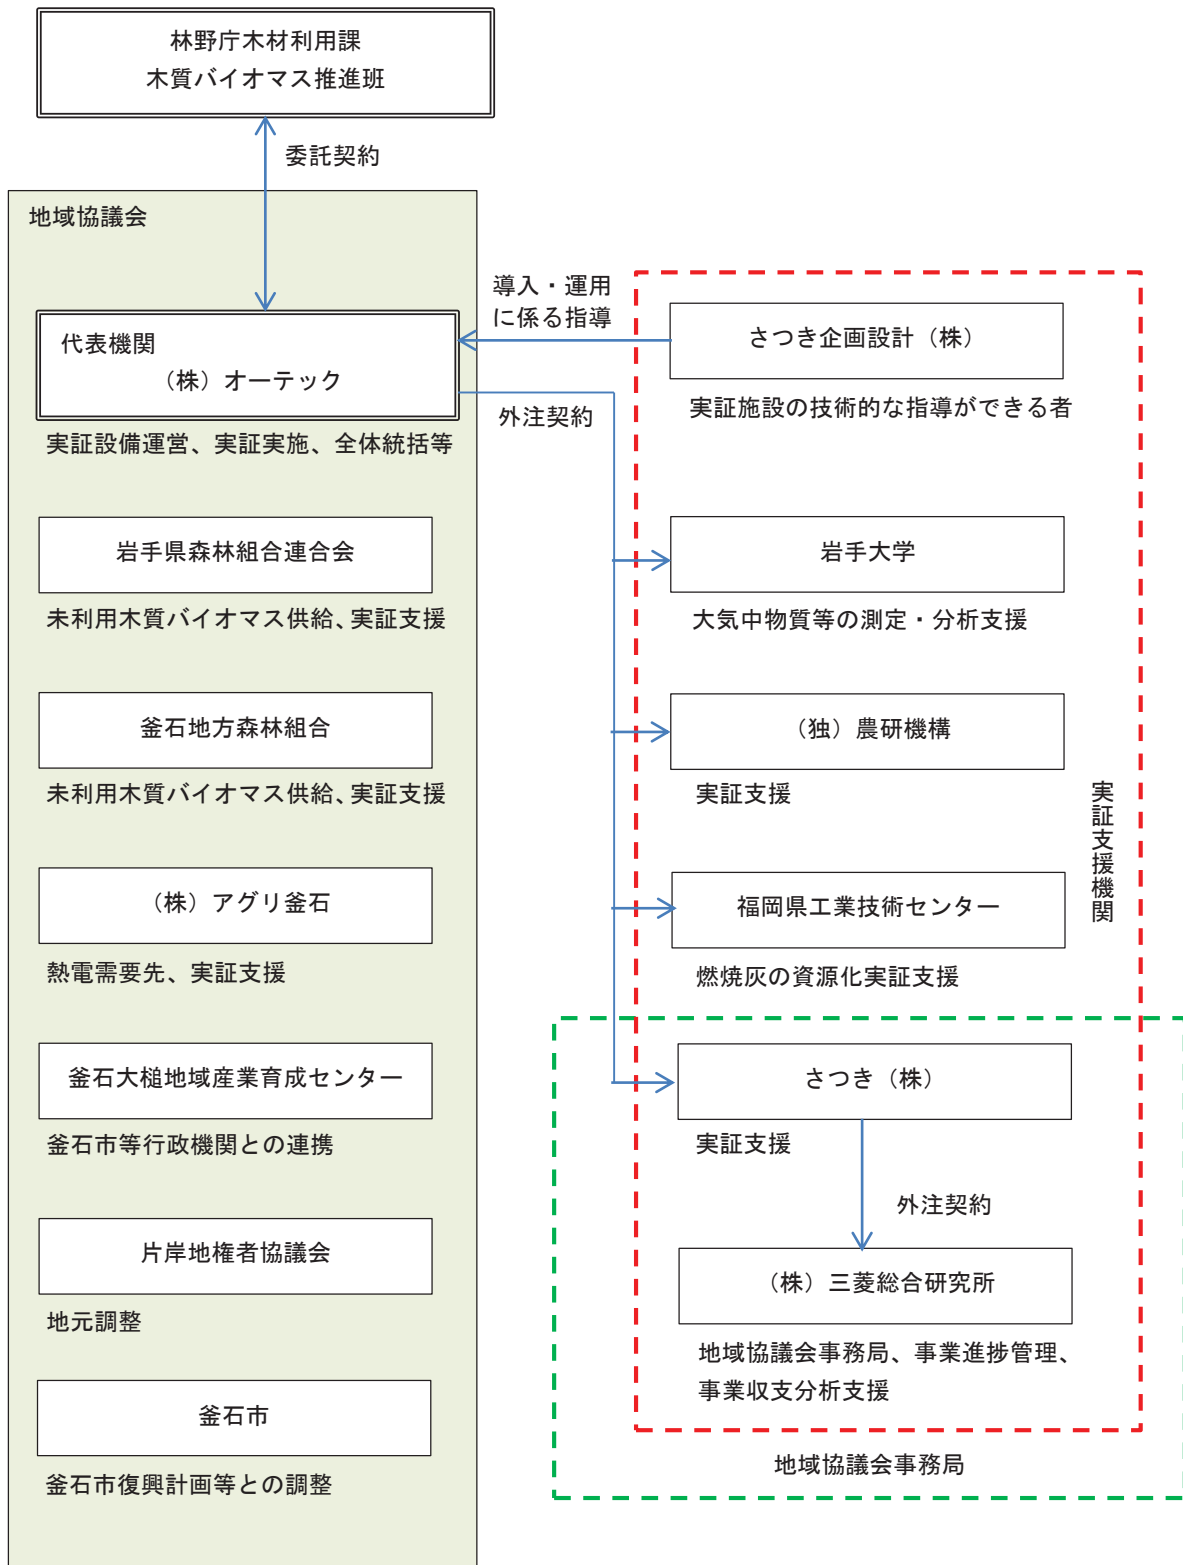 林野庁木材利用課
木質バイオマス推進班
委託契約
地域協議会
代表機関
（株）オーテック
実証設備運営、実証実施、全体統括等
岩手県森林組合連合会
未利用木質バイオマス供給、実証支援
釜石地方森林組合
未利用木質バイオマス供給、実証支援
（株）アグリ釜石
熱電需要先、実証支援
釜石大槌地域産業育成センター
釜石市等行政機関との連携
片岸地権者協議会
地元調整
釜石市
釜石市復興計画等との調整
導入・運用
に係る指導
外注契約
さつき企画設計（株）
実証施設の技術的な指導ができる者
岩手大学
大気中物質等の測定・分析支援
（独）農研機構
実証支援
福岡県工業技術センター
燃焼灰の資源化実証支援
実証支援機関
さつき（株）
実証支援
外注契約
（株）三菱総合研究所
地域協議会事務局、事業進捗管理、
事業収支分析支援
地域協議会事務局